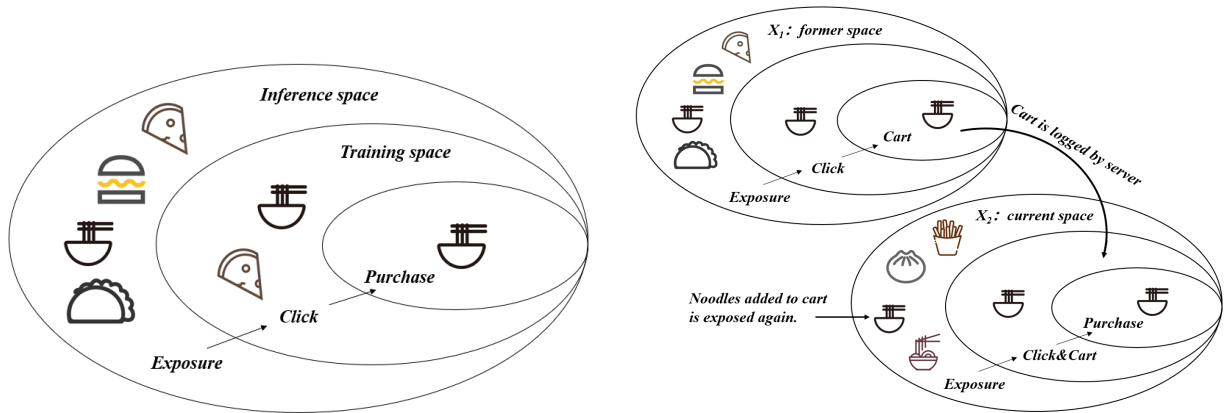 Inference space
Training space
Purchase
Click
Exposure
X1: former space
Cart
Click
Exposure
Cart is logged by server
X2: current space
Noodles added to cart
is exposed again.
Purchase
Click&Cart
Exposure